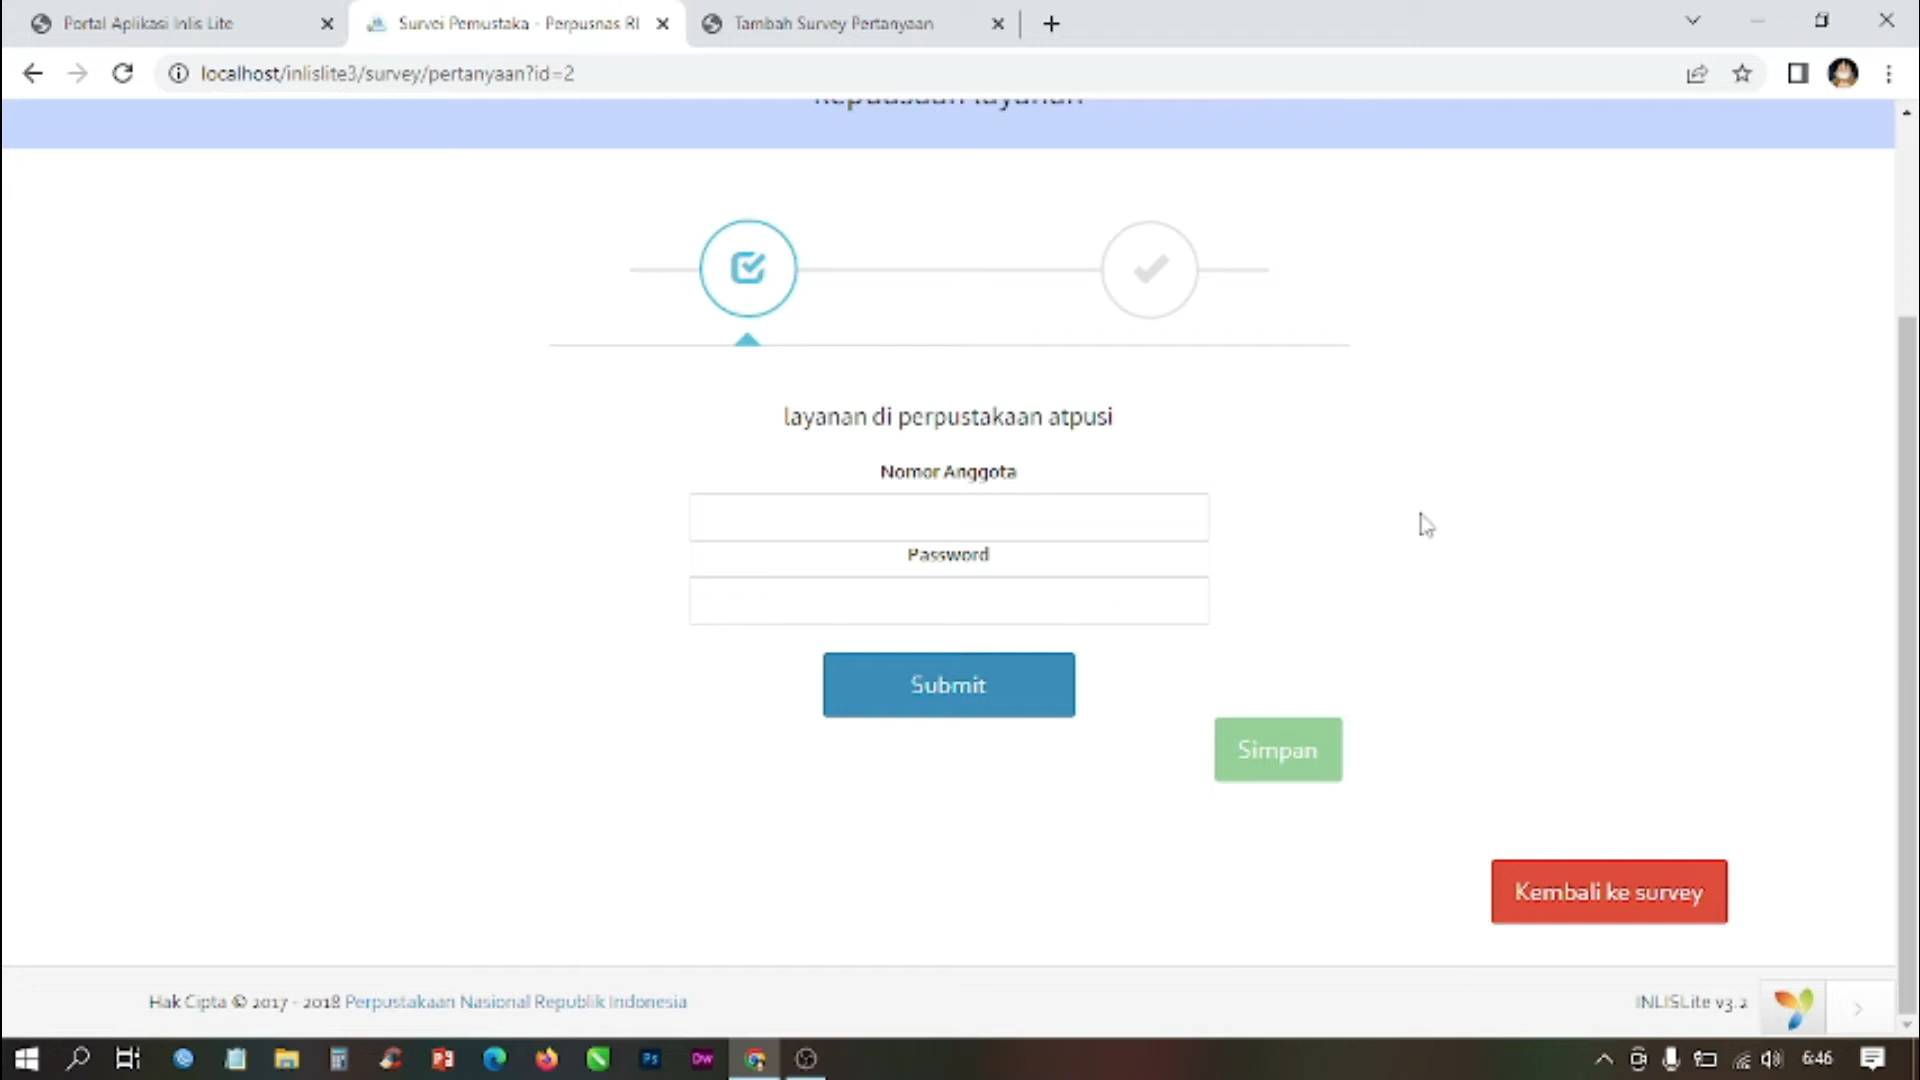 Portal Aplikasi Inlis Lite
Survei Pemustaka - Perpusnas RI
Tambah Survey Pertanyaan
localhost/inlislite3/survey/pertanyaan?id=2
layanan di perpustakaan atpusi
Nomor Anggota
Password
Submit
Simpan
Kembali ke survey
Hak Cipta © 2017 - 2018 Perpustakaan Nasional Republik Indonesia
INLISLite v3.2
Ps
Dw
6:46